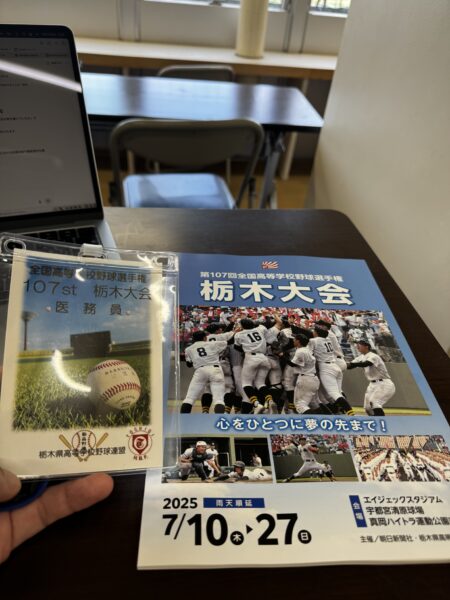 全国高等学校野球選手権
107st 栃木大会
医務員
栃木県高等学校野球連盟
第107回全国高等学校野球選手権
栃木大会
8
16
10
1
心をひとつに夢の先まで！
2025 雨天順延
7/10木▶27日
会場
エイジェックスタジアム
宇都宮清原球場
真岡ハイトラ運動公園
主催／朝日新聞社・栃木県高